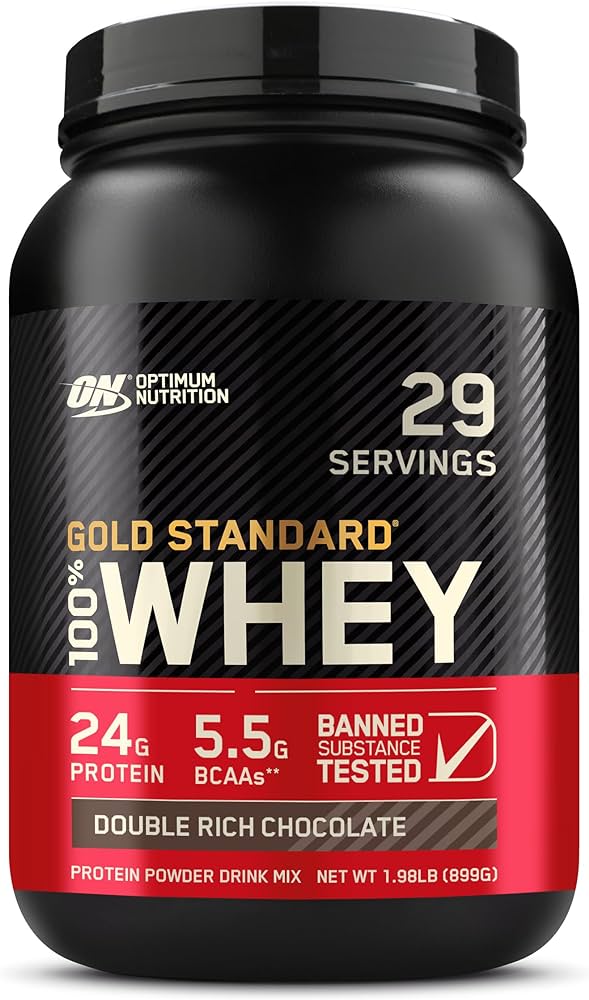 ON® OPTIMUM
NUTRITION
29
SERVINGS
GOLD STANDARD®
100% WHEY
24G
PROTEIN
5.5G
BCAAs**
BANNED
SUBSTANCE
TESTED
DOUBLE RICH CHOCOLATE
PROTEIN POWDER DRINK MIX NET WT 1.98LB (899G)